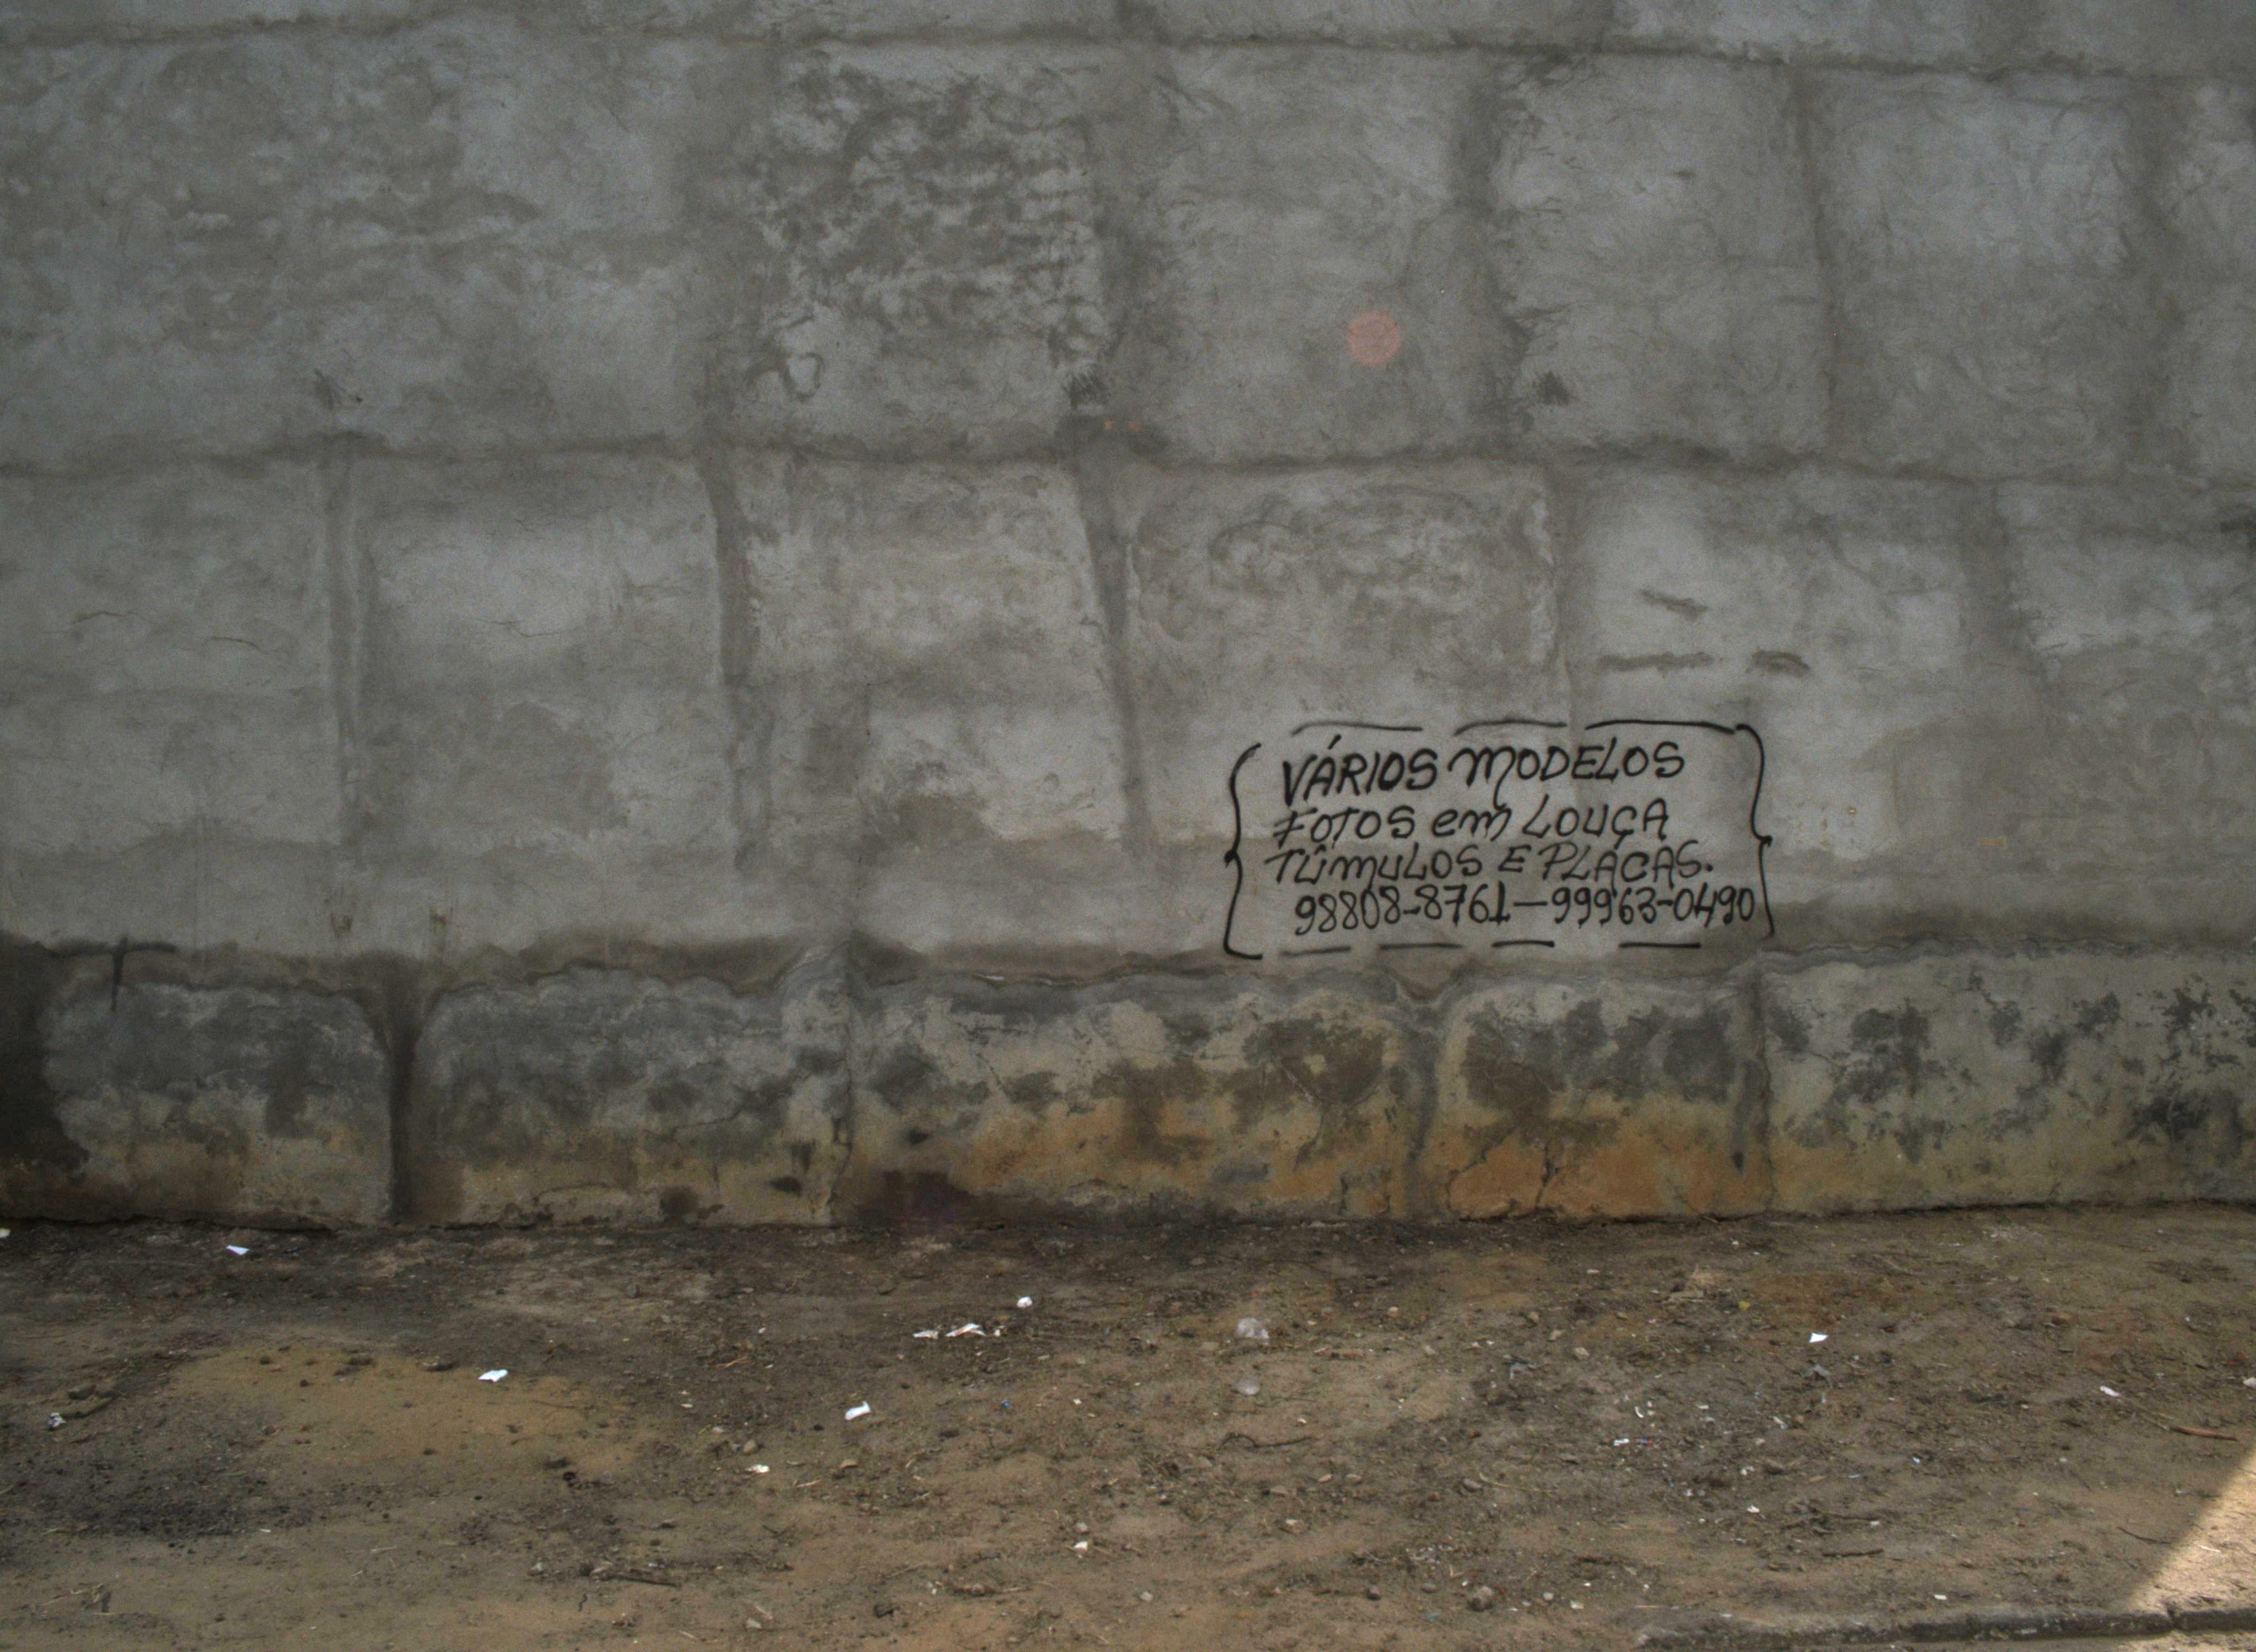 VÁRIOS MODELOS
FOTOS em LOUÇA
TÚMULOS E PLACAS.
98808-8761—99963-0490